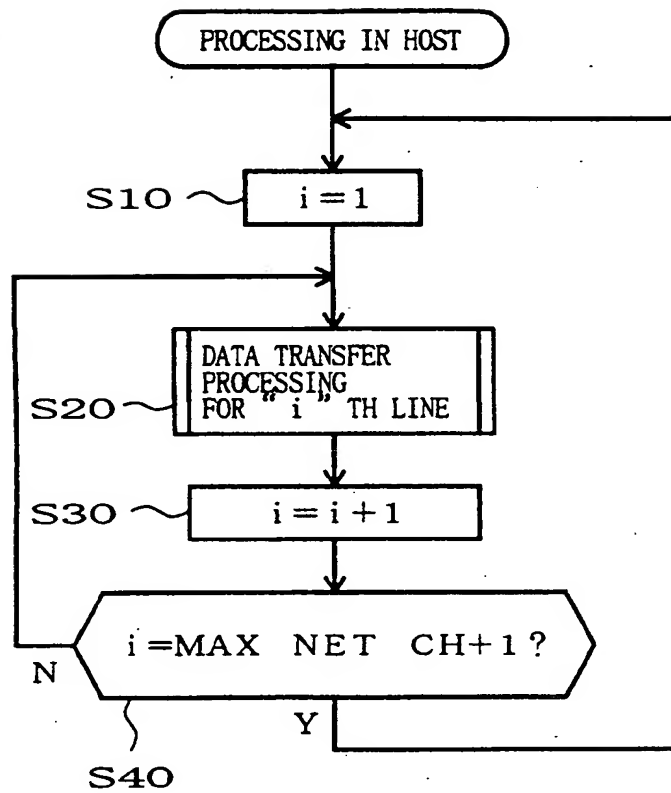 PROCESSING IN HOST
S10
i=1
S20
DATA TRANSFER
PROCESSING
FOR "i" TH LINE
S30
i=i+1
i=MAX NET CH+1?
N
Y
S40